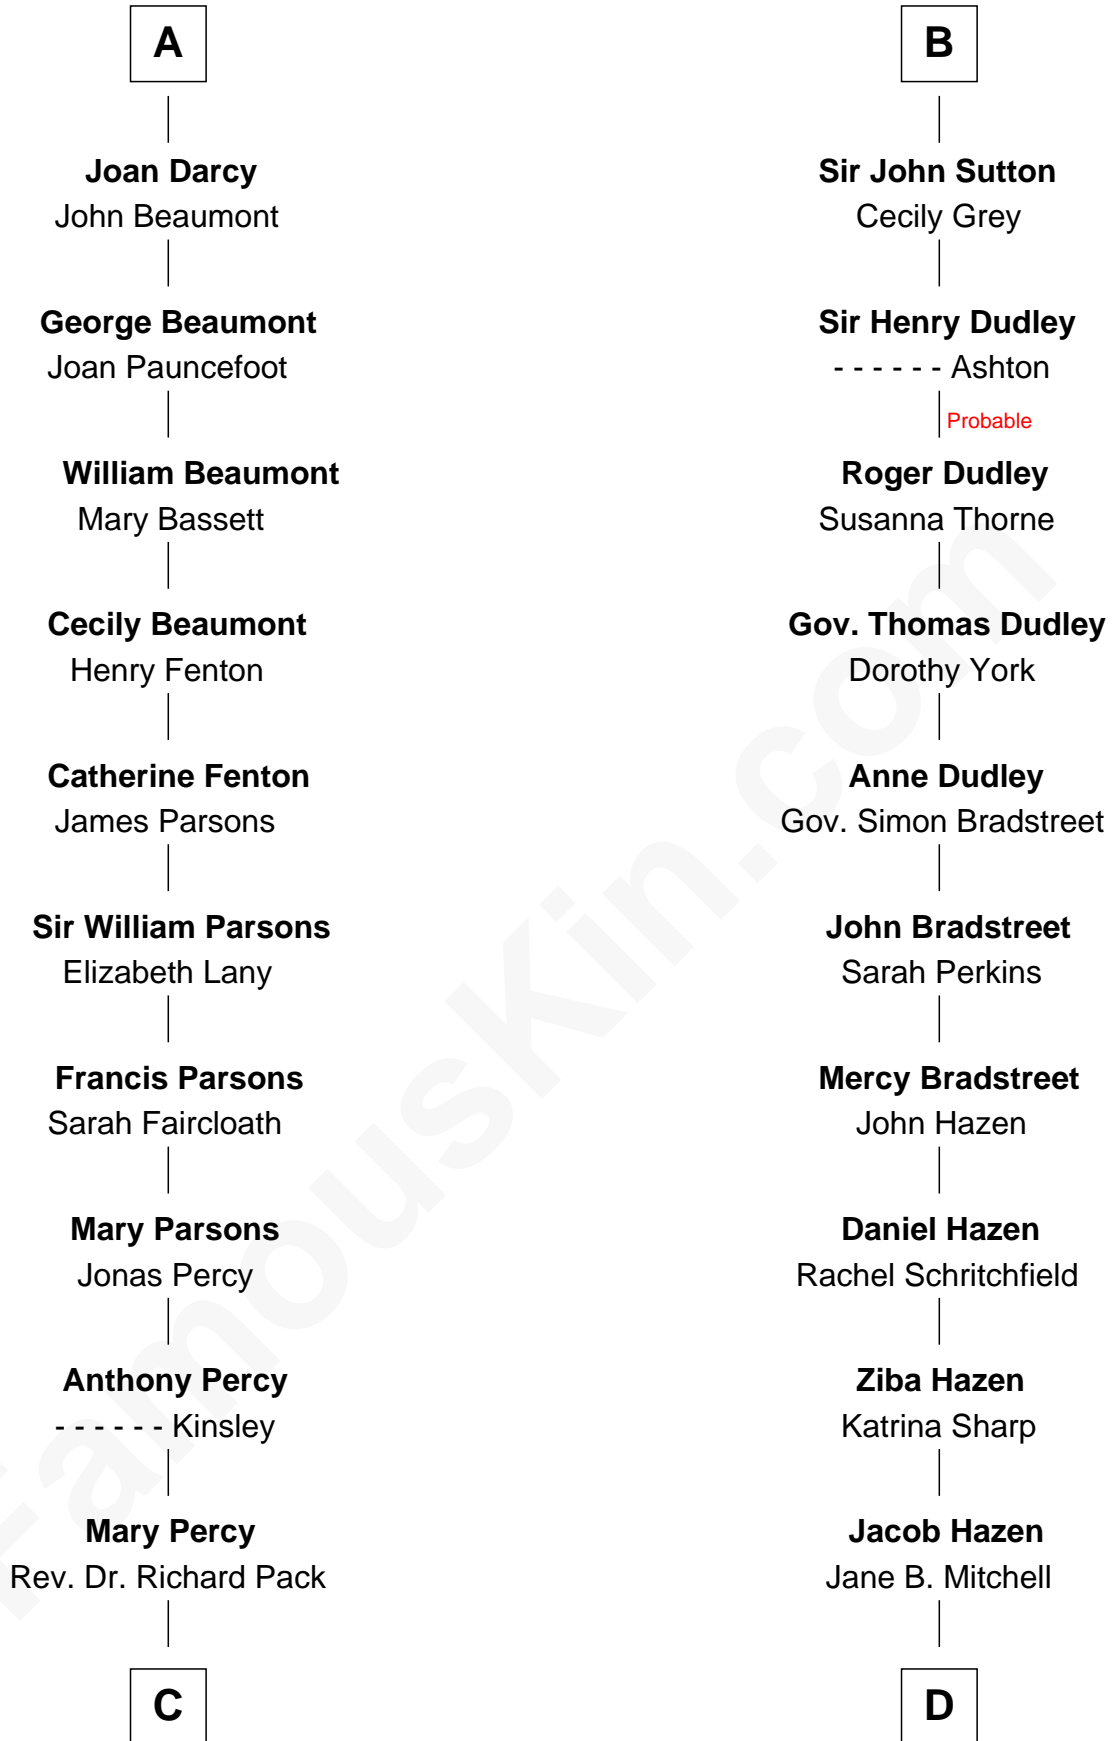 A
Joan Darcy
John Beaumont
George Beaumont
Joan Pauncefoot
William Beaumont
Mary Bassett
Cecily Beaumont
Henry Fenton
Catherine Fenton
James Parsons
Sir William Parsons
Elizabeth Lany
Francis Parsons
Sarah Faircloath
Mary Parsons
Jonas Percy
Anthony Percy
- - - - - - Kinsley
Mary Percy
Rev. Dr. Richard Pack
C
B
Sir John Sutton
Cecily Grey
Sir Henry Dudley
- - - - - - Ashton
Probable
Roger Dudley
Susanna Thorne
Gov. Thomas Dudley
Dorothy York
Anne Dudley
Gov. Simon Bradstreet
John Bradstreet
Sarah Perkins
Mercy Bradstreet
John Hazen
Daniel Hazen
Rachel Schritchfield
Ziba Hazen
Katrina Sharp
Jacob Hazen
Jane B. Mitchell
D
FamousKin.com